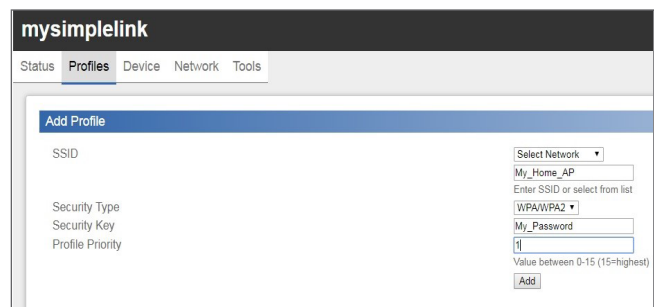 mysimplelink
Status Profiles Device Network Tools
Add Profile
SSID Select Network
My_Home_AP
Enter SSID or select from list
Security Type WPA/WPA2
Security Key My_Password
Profile Priority 1
Value between 0-15 (15=highest)
Add